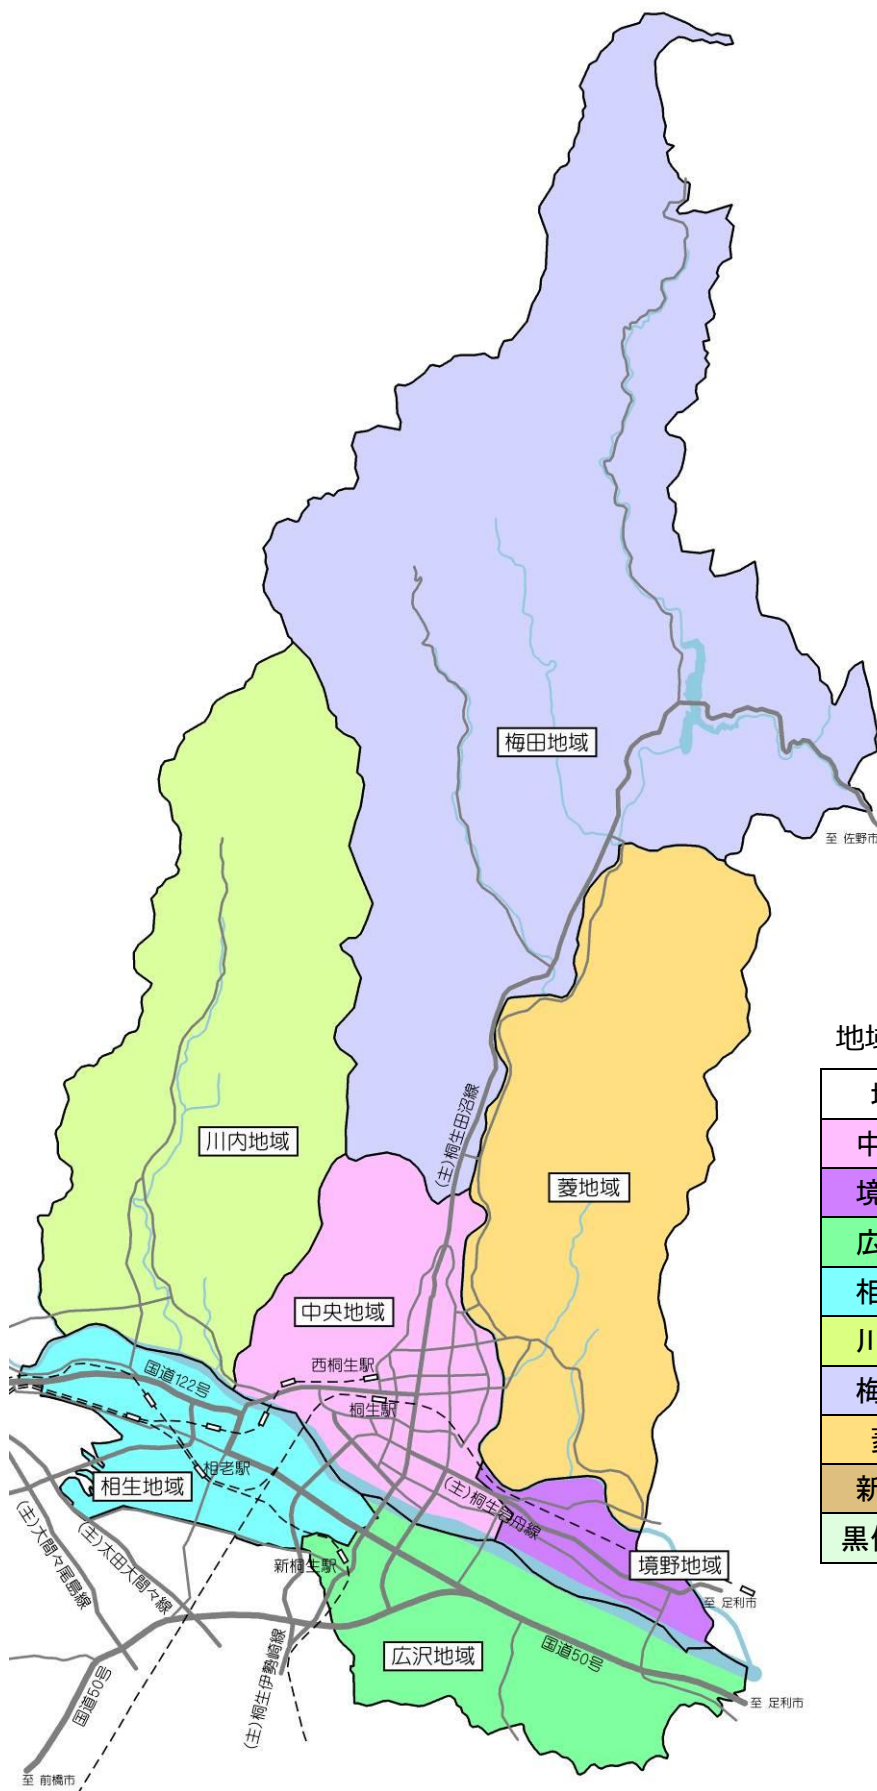 梅田地域
至 佐野市
地
(主)桐生田沼線
川内地域
菱地域
中
境
広
相
川
梅
新
黒
中央地域
西桐生駅
国道122号
桐生駅
相老駅
相生地域
(主)桐生岩舟線
(主)大間々尾島線
(主)太田大間々線
新桐生駅
境野地域
至 足利市
広沢地域
国道50号
(主)桐生伊勢崎線
国道50号
至 足利市
至 前橋市